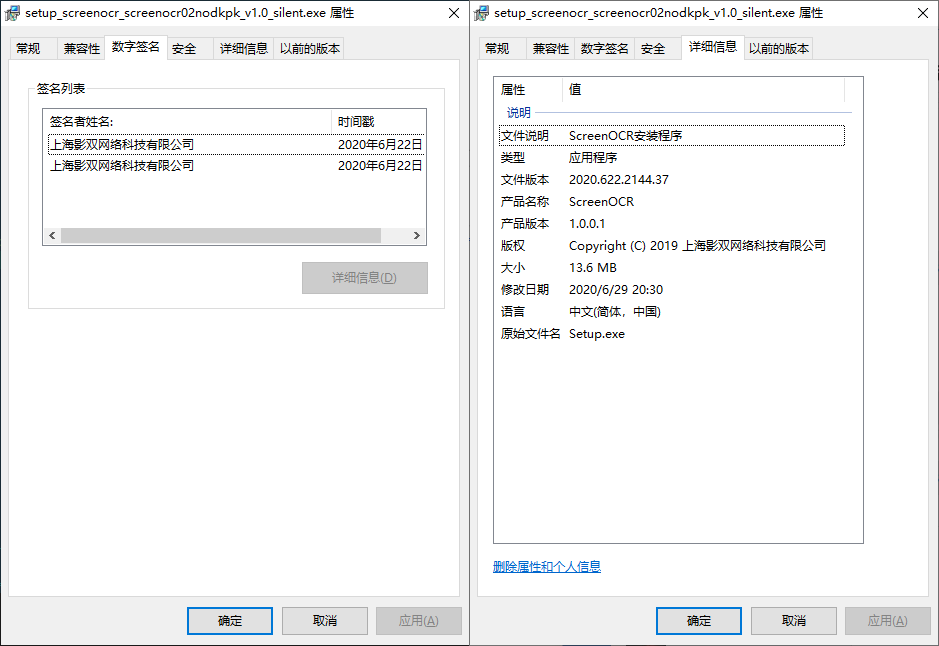 setup_screenocr_screenocr02nodkpk_v1.0_silent.exe 属性
常规 兼容性 数字签名 安全 详细信息 以前的版本
签名列表
签名者姓名: 时间戳
上海影双网络科技有限公司 2020年6月22日
上海影双网络科技有限公司 2020年6月22日
详细信息(D)
确定 取消 应用(A)
setup_screenocr_screenocr02nodkpk_v1.0_silent.exe 属性
常规 兼容性 数字签名 安全 详细信息 以前的版本
属性 值
说明
文件说明 ScreenOCR安装程序
类型 应用程序
文件版本 2020.622.2144.37
产品名称 ScreenOCR
产品版本 1.0.0.1
版权 Copyright (C) 2019 上海影双网络科技有限公司
大小 13.6 MB
修改日期 2020/6/29 20:30
语言 中文(简体，中国)
原始文件名 Setup.exe
删除属性和个人信息
确定 取消 应用(A)